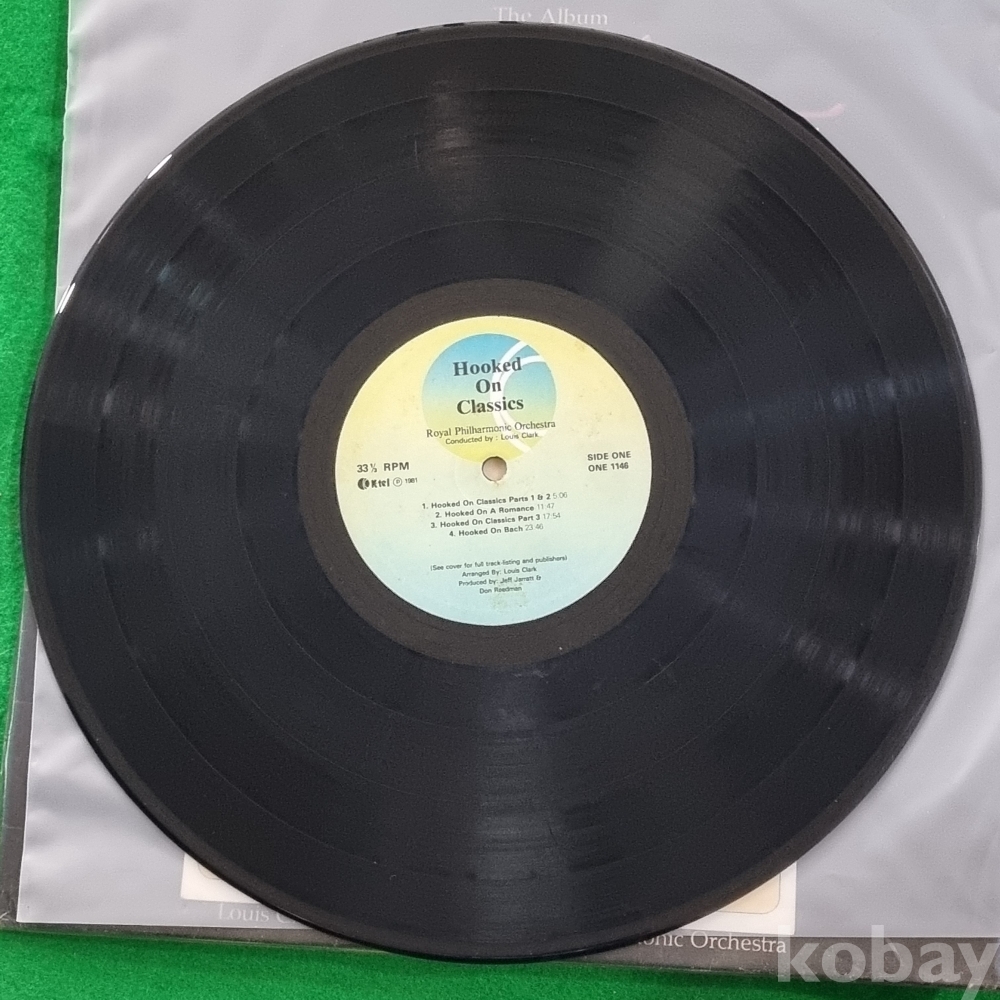 The Album
Hooked
On
Classics
Royal Philharmonic Orchestra
Conducted by : Louis Clark
33⅓ RPM
SIDE ONE
K-tel ℗ 1981
ONE 1146
1. Hooked On Classics Parts 1 & 2 5:06
2. Hooked On A Romance 11:47
3. Hooked On Classics Part 3 17:54
4. Hooked On Bach 23:46
(See cover for full track-listing and publishers)
Arranged By: Louis Clark
Produced by: Jeff Jarratt &
Don Reedman
Louis
Orchestra
kobay